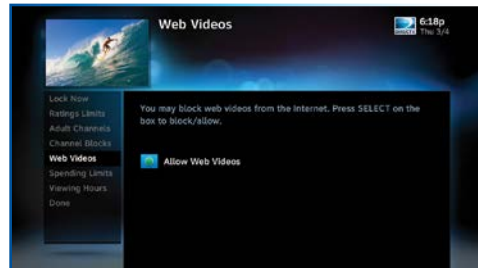 Web Videos
6:18p
DIRECTV Thu 3/4
Lock Now
Ratings Limits
Adult Channels
Channel Blocks
Web Videos
Spending Limits
Viewing Hours
Done
You may block web videos from the Internet. Press SELECT on the
box to block/allow.
Allow Web Videos